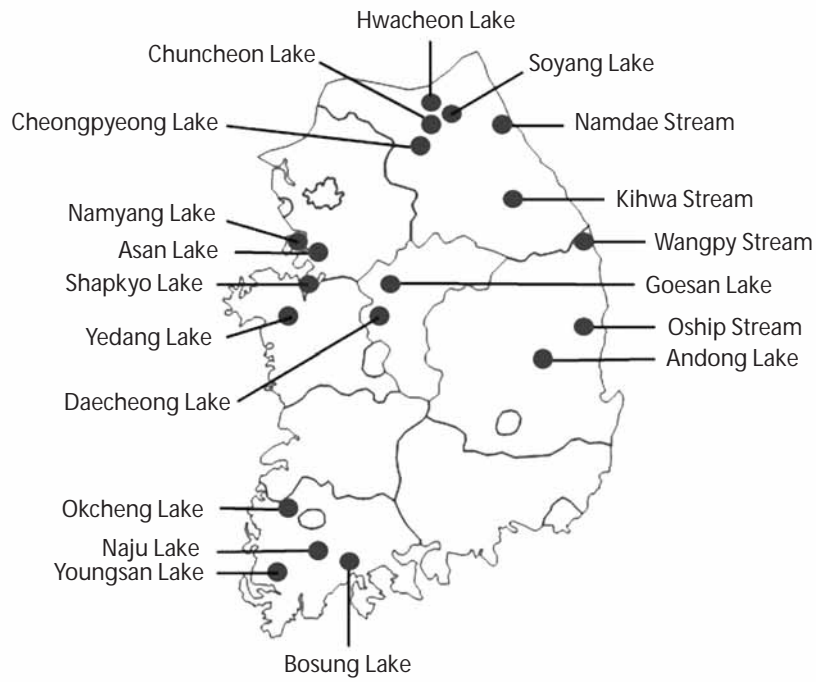 Hwacheon Lake
Chuncheon Lake
Soyang Lake
Cheongpyeong Lake
Namdae Stream
Kihwa Stream
Namyang Lake
Wangpy Stream
Asan Lake
Shapkyo Lake
Goesan Lake
Yedang Lake
Oship Stream
Andong Lake
Daecheong Lake
Okcheng Lake
Naju Lake
Youngsan Lake
Bosung Lake